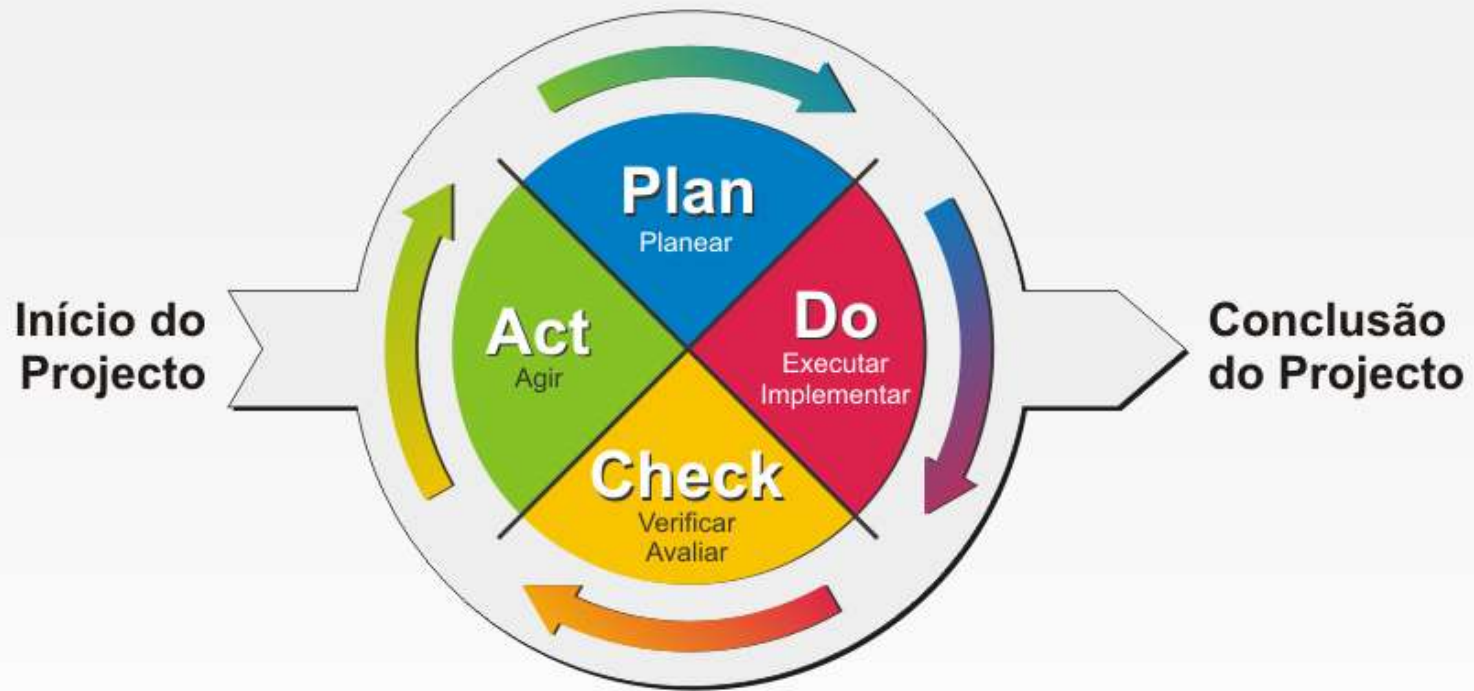 Plan
Planear
Do
Executar
Implementar
Check
Verificar
Avaliar
Act
Agir
Início do
Projecto
Conclusão
do Projecto